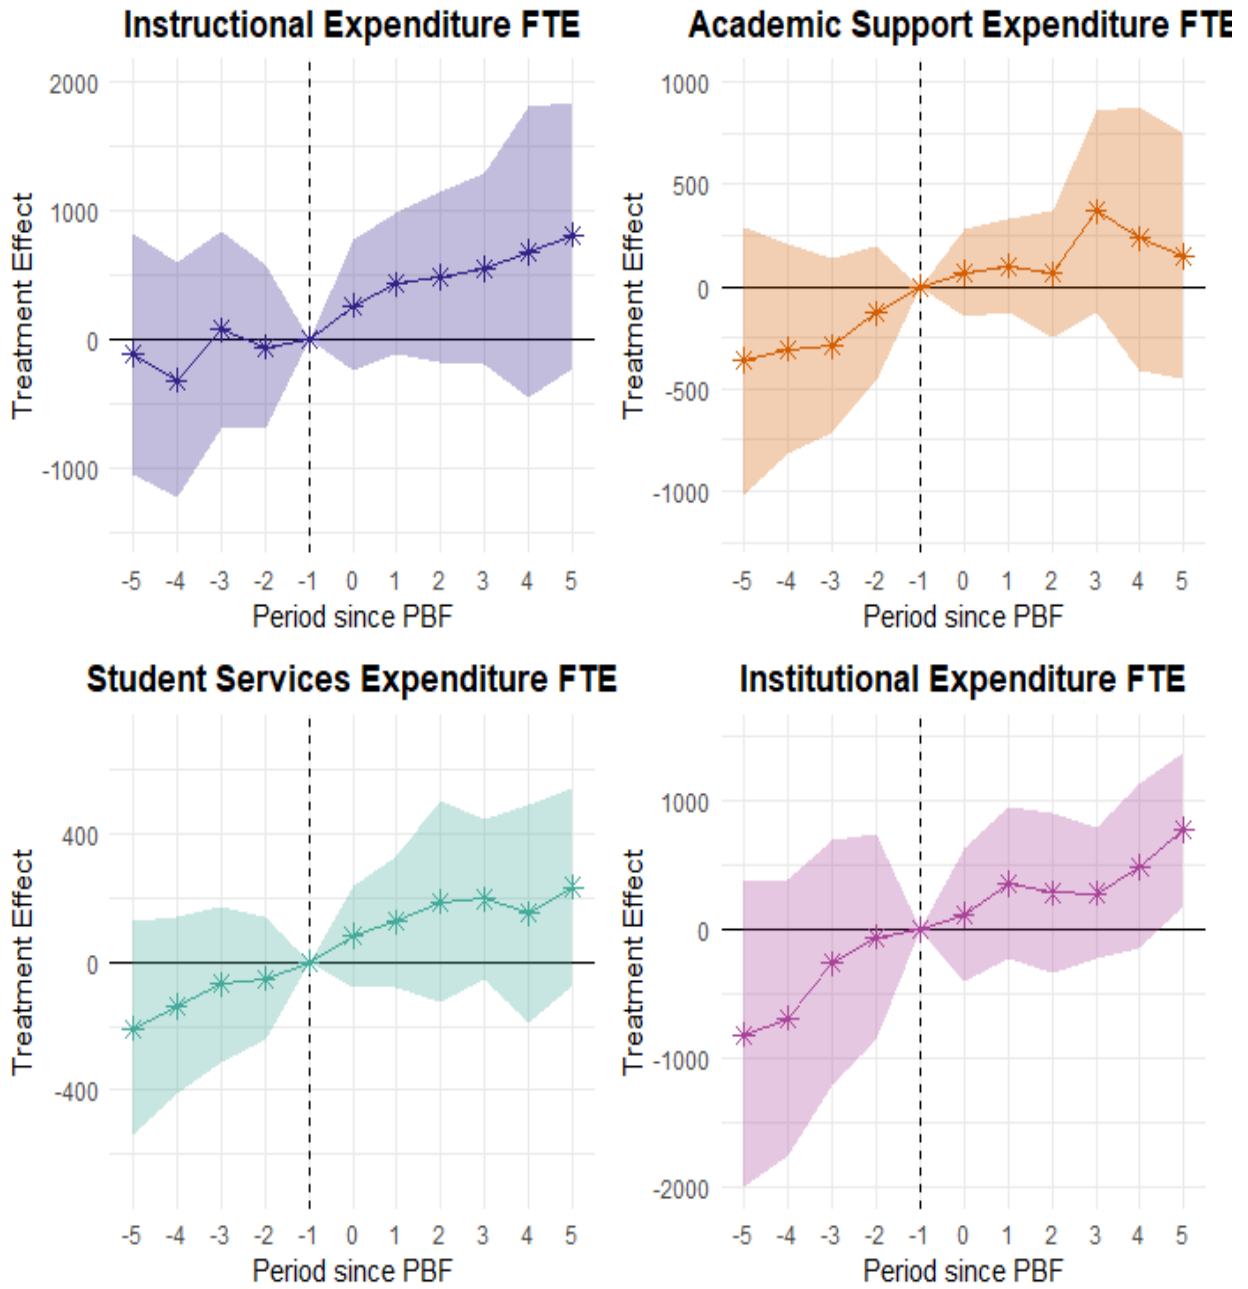 Instructional Expenditure FTE
Treatment Effect
2000
1000
0
-1000
-5 -4 -3 -2 -1 0 1 2 3 4 5
Period since PBF
Academic Support Expenditure FTE
Treatment Effect
1000
500
0
-500
-1000
-5 -4 -3 -2 -1 0 1 2 3 4 5
Period since PBF
Student Services Expenditure FTE
Treatment Effect
400
0
-400
-5 -4 -3 -2 -1 0 1 2 3 4 5
Period since PBF
Institutional Expenditure FTE
Treatment Effect
1000
0
-1000
-2000
-5 -4 -3 -2 -1 0 1 2 3 4 5
Period since PBF